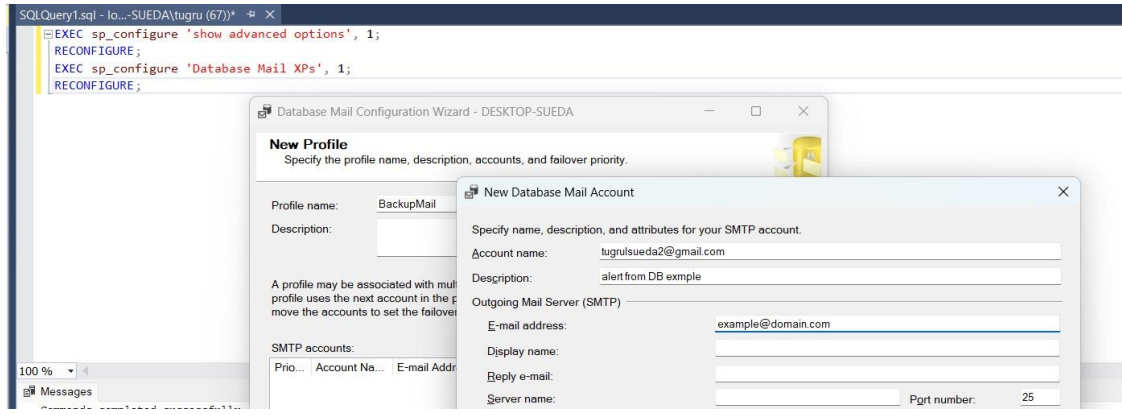 SQLQuery1.sql - lo...-SUEDA\tugru (67))*
EXEC sp_configure 'show advanced options', 1;
RECONFIGURE;
EXEC sp_configure 'Database Mail XPs', 1;
RECONFIGURE;
Database Mail Configuration Wizard - DESKTOP-SUEDA
New Profile
Specify the profile name, description, accounts, and failover priority.
Profile name: BackupMail
Description:
A profile may be associated with mul
profile uses the next account in the p
move the accounts to set the failover
SMTP accounts:
Prio... Account Na... E-mail Addr
New Database Mail Account
Specify name, description, and attributes for your SMTP account.
Account name: tugrulsueda2@gmail.com
Description: alert from DB exmple
Outgoing Mail Server (SMTP)
E-mail address: example@domain.com
Display name:
Reply e-mail:
Server name: Port number: 25
100 %
Messages
Commands completed successfully